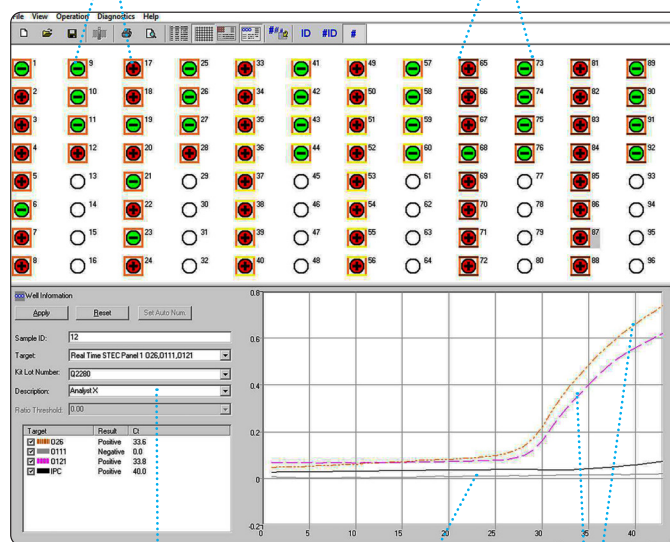 File View Operation Diagnostics Help
##A2 ID #ID #
1 9 17 25 33 41 49 57 65 73 81 89
2 10 18 26 34 42 50 58 66 74 82 90
3 11 19 27 35 43 51 59 67 75 83 91
4 12 20 28 36 44 52 60 68 76 84 92
5 13 21 29 37 45 53 61 69 77 85 93
6 14 22 30 38 46 54 62 70 78 86 94
7 15 23 31 39 47 55 63 71 79 87 95
8 16 24 32 40 48 56 64 72 80 88 96
Well Information
Apply Reset Set Auto Num.
Sample ID: 12
Target: Real Time STEC Panel 1 O26,O111,O121
Kit Lot Number: Q2280
Description: Analyst X
Ratio Threshold: 0.00
Target Result Ct
O26 Positive 33.6
O111 Negative 0.0
O121 Positive 33.8
IPC Positive 40.0
0.8
0.6
0.4
0.2
0
-0.2
0 5 10 15 20 25 30 35 40